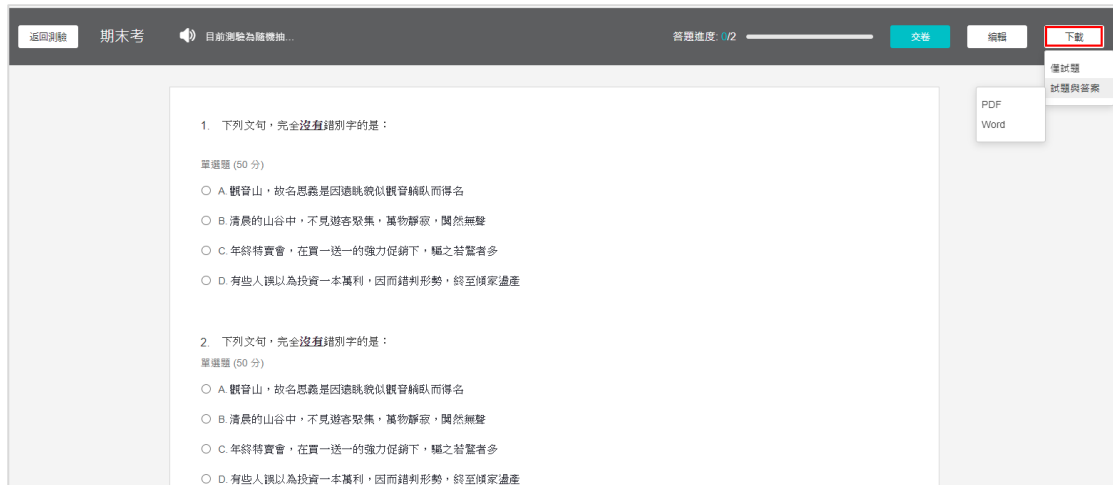 返回測驗 期末考 目前測驗為隨機抽... 答題進度: 0/2 交卷 編輯 下載
僅試題
試題與答案
PDF
Word
1. 下列文句，完全沒有錯別字的是：
單選題 (50 分)
A. 觀音山，故名思義是因遠眺貌似觀音躺臥而得名
B. 清晨的山谷中，不見遊客聚集，萬物靜寂，闃然無聲
C. 年終特賣會，在買一送一的強力促銷下，驅之若鶩者多
D. 有些人誤以為投資一本萬利，因而錯判形勢，終至傾家盪產
2. 下列文句，完全沒有錯別字的是：
單選題 (50 分)
A. 觀音山，故名思義是因遠眺貌似觀音躺臥而得名
B. 清晨的山谷中，不見遊客聚集，萬物靜寂，闃然無聲
C. 年終特賣會，在買一送一的強力促銷下，驅之若鶩者多
D. 有些人誤以為投資一本萬利，因而錯判形勢，終至傾家盪產